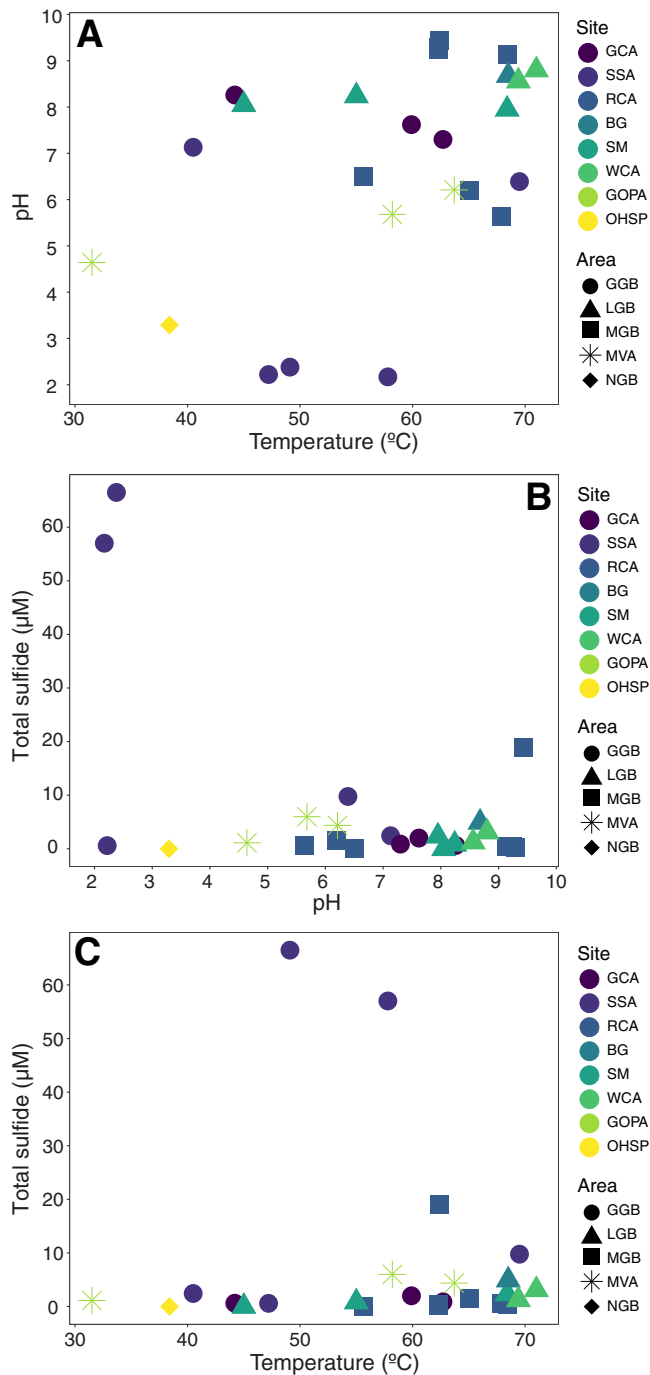 A
10
9
8
7
6
5
4
3
2
pH
30
40
50
60
70
Temperature (ºC)
Site
GCA
SSA
RCA
BG
SM
WCA
GOPA
OHSP
Area
GGB
LGB
MGB
MVA
NGB
B
60
50
40
30
20
10
0
Total sulfide (µM)
2
3
4
5
6
7
8
9
10
pH
Site
GCA
SSA
RCA
BG
SM
WCA
GOPA
OHSP
Area
GGB
LGB
MGB
MVA
NGB
C
60
50
40
30
20
10
0
Total sulfide (µM)
30
40
50
60
70
Temperature (ºC)
Site
GCA
SSA
RCA
BG
SM
WCA
GOPA
OHSP
Area
GGB
LGB
MGB
MVA
NGB